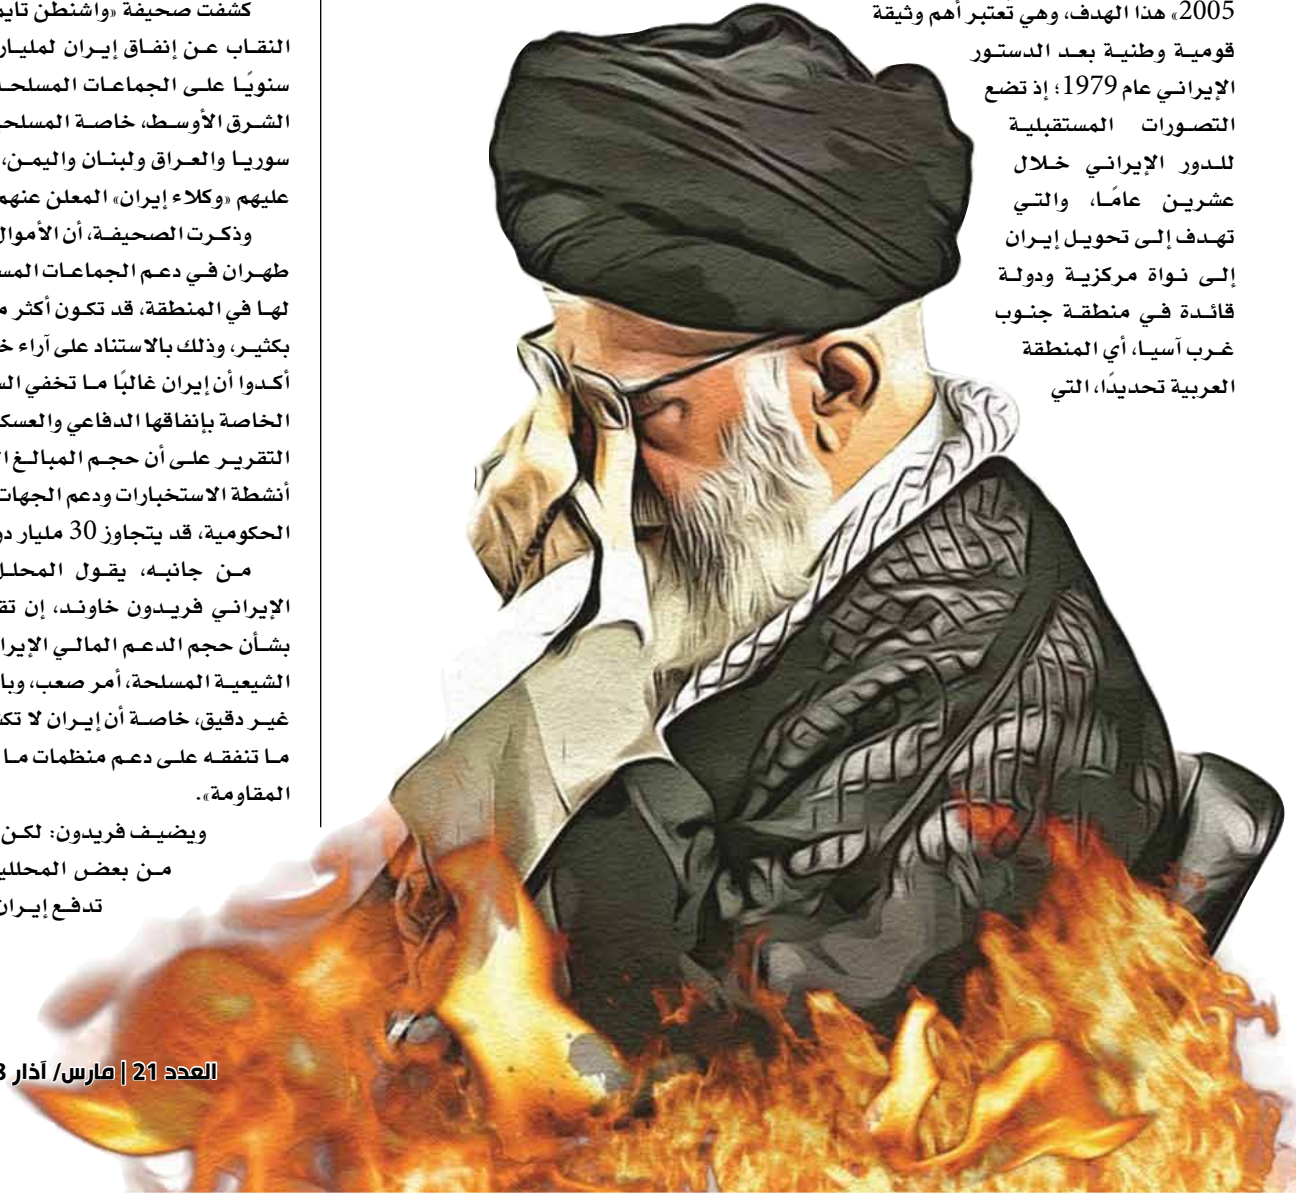 2005» هذا الهدف، وهي تعتبر أهم وثيقة
قومية وطنية بعد الدستور
الإيراني عام 1979؛ إذ تضع
التصورات المستقبلية
للدور الإيراني خلال
عشرين عامًا، والتي
تهدف إلى تحويل إيران
إلى نواة مركزية ودولة
قائدة في منطقة جنوب
غرب آسيا، أي المنطقة
العربية تحديدًا، التي
كشفت صحيفة «واشنطن
النقاب عن إنفاق إيران
سنويًا على الجماعات
الشرق الأوسط، خاصة
سوريا والعراق ولبنان واليمن،
عليهم «وكلاء إيران» المعلن عنهم
وذكرت الصحيفة، أن الأموال
طهران في دعم الجماعات
لها في المنطقة، قد تكون أكثر
بكثير، وذلك بالاستناد على آراء
أكدوا أن إيران غالبًا ما تخفي
الخاصة بإنفاقها الدفاعي
التقرير على أن حجم المبالغ
أنشطة الاستخبارات ودعم الجهات
الحكومية، قد يتجاوز 30 مليار
من جانبه، يقول المحلل
الإيراني فريدون خاوند، إن
بشأن حجم الدعم المالي
الشيعية المسلحة، أمر صعب،
غير دقيق، خاصة أن إيران لا
ما تنفقه على دعم منظمات ما
المقاومة».
ويضيف فريدون: لكن
من بعض
تدفع إيران
العدد 21 | مارس/ آذار